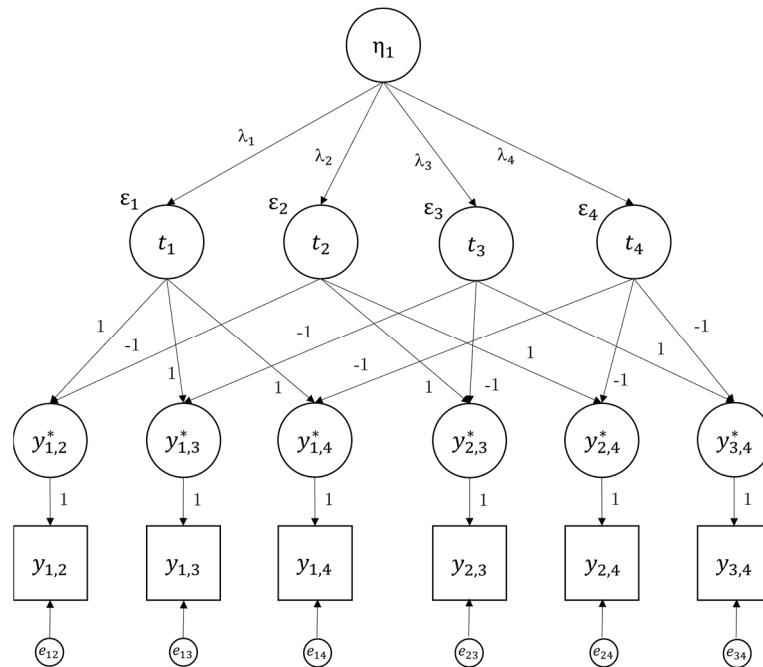 η₁
λ₁ λ₂ λ₃ λ₄
ε₁ ε₂ ε₃ ε₄
t₁ t₂ t₃ t₄
1 -1 1 -1 1 -1 1 -1 1 -1 1 -1
y*₁,₂ y*₁,₃ y*₁,₄ y*₂,₃ y*₂,₄ y*₃,₄
1 1 1 1 1 1
y₁,₂ y₁,₃ y₁,₄ y₂,₃ y₂,₄ y₃,₄
e₁₂ e₁₃ e₁₄ e₂₃ e₂₄ e₃₄